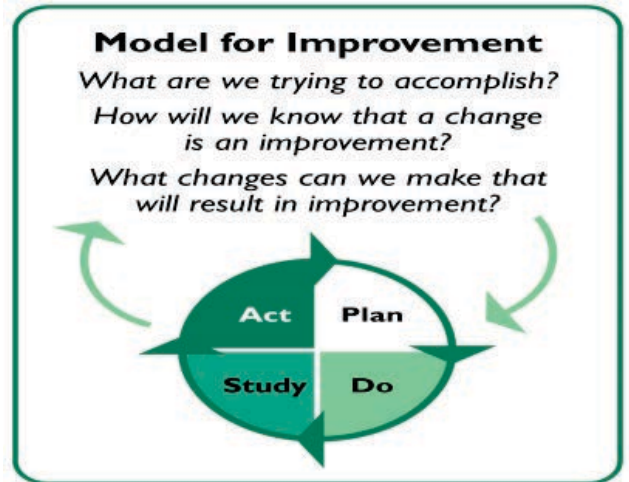 Model for Improvement
What are we trying to accomplish?
How will we know that a change
is an improvement?
What changes can we make that
will result in improvement?
Act Plan
Study Do